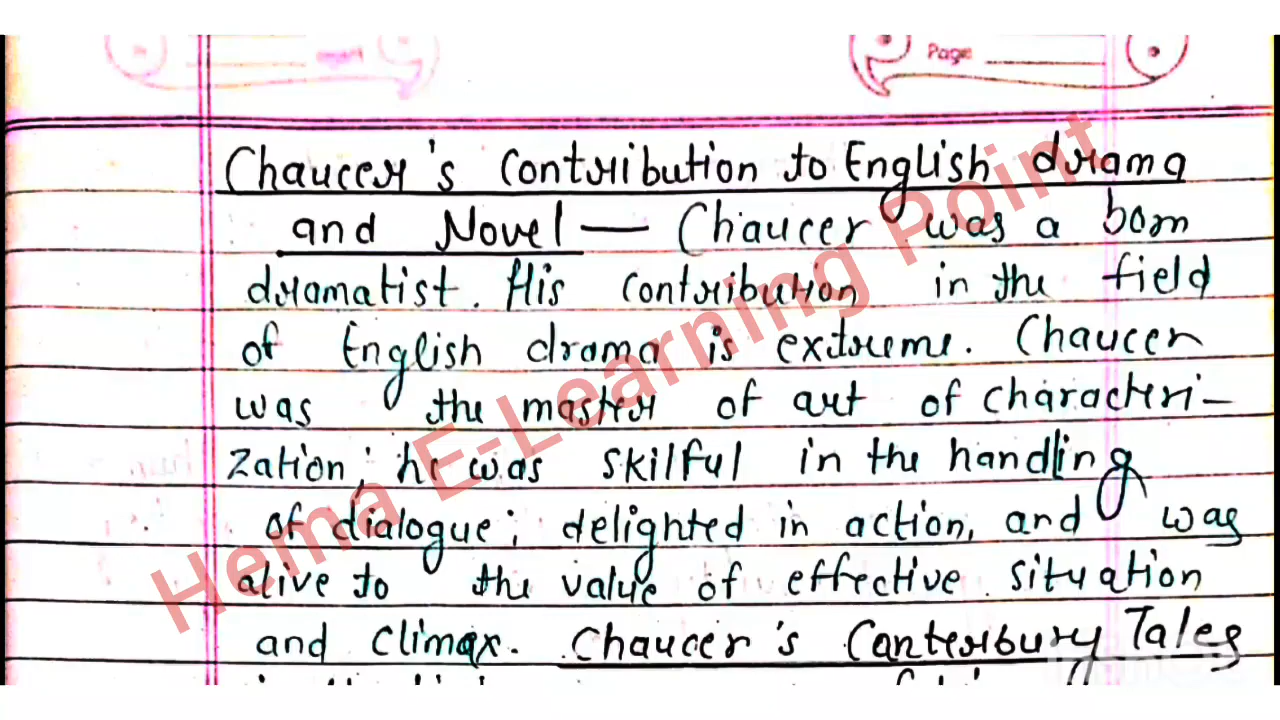 Page
Chaucer's contribution to English drama
and Novel — Chaucer was a born
dramatist. His contribution in the field
of English drama is extreme. Chaucer
was the master of art of characteri-
zation; he was skilful in the handling
of dialogue; delighted in action, and was
alive to the value of effective situation
and climax. Chaucer's Canterbury Tales
Hema E-Learning Point